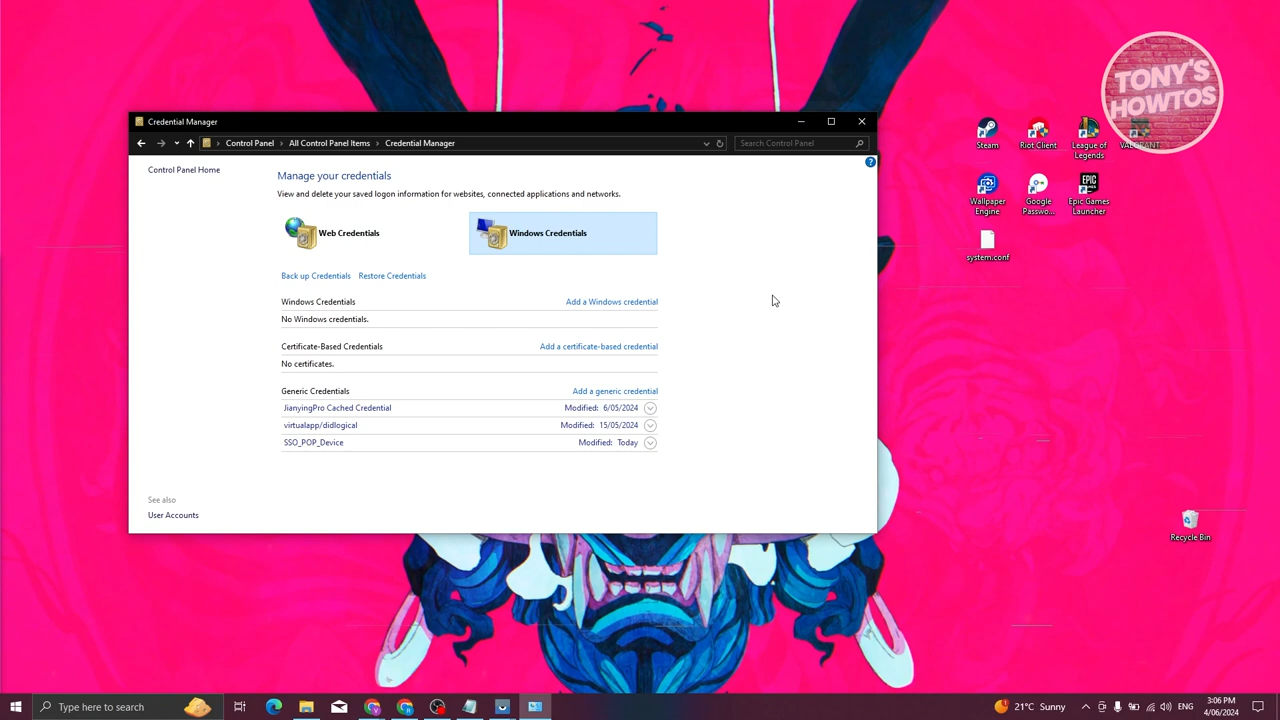 TONY'S
HOWTOS
Credential Manager
Control Panel
All Control Panel Items
Credential Manager
Search Control Panel
Control Panel Home
Manage your credentials
View and delete your saved logon information for websites, connected applications and networks.
Web Credentials
Windows Credentials
Back up Credentials
Restore Credentials
Windows Credentials
Add a Windows credential
No Windows credentials.
Certificate-Based Credentials
Add a certificate-based credential
No certificates.
Generic Credentials
Add a generic credential
JianyingPro Cached Credential
Modified: 6/05/2024
virtualapp/didlogical
Modified: 15/05/2024
SSO_POP_Device
Modified: Today
See also
User Accounts
Steam
Riot Client
League of
Legends
VALORANT
Wallpaper
Engine
Google
Passwo...
Epic Games
Launcher
system.conf
Recycle Bin
Type here to search
21°C Sunny
ENG
3:06 PM
4/06/2024